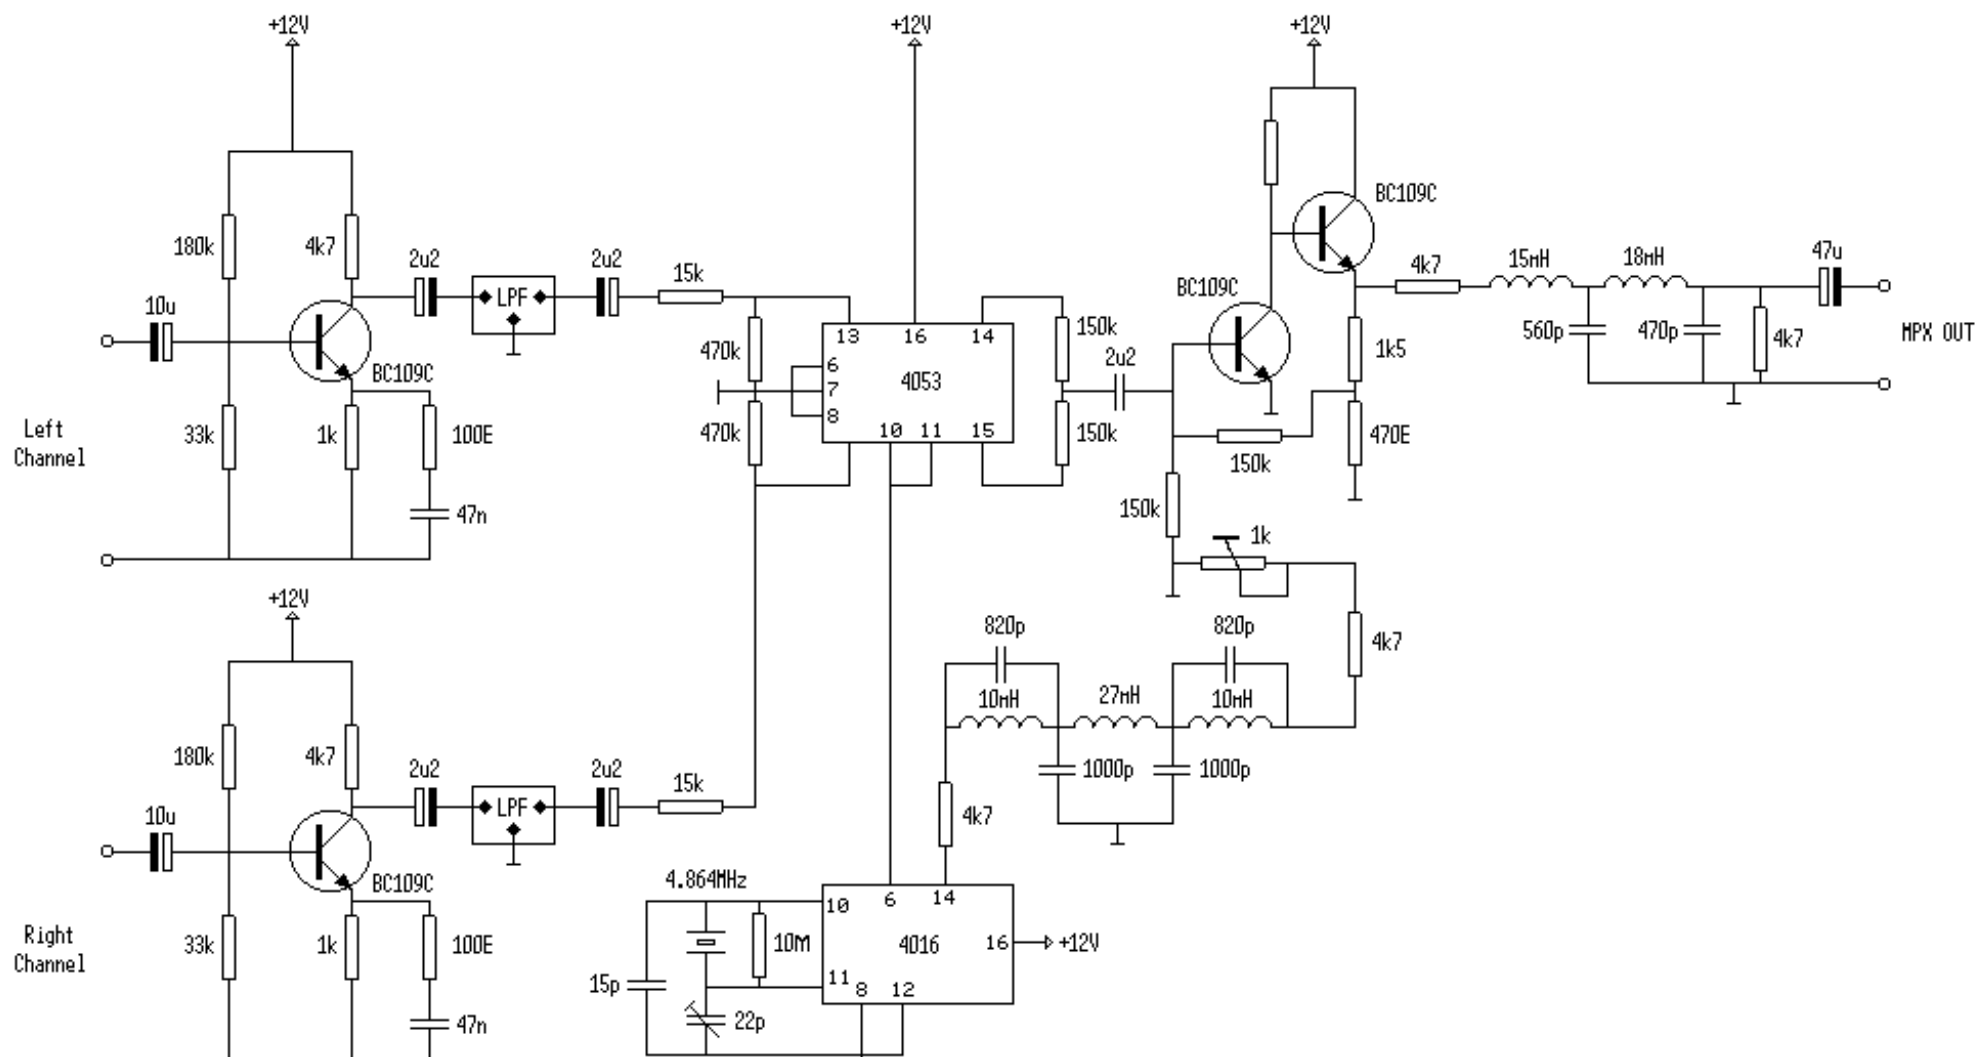 +12V
+12V
+12V
BC109C
180k
4k7
2u2
LPF
2u2
15k
4k7
15mH
18mH
47u
10u
BC109C
13
16
14
150k
560p
470p
4k7
MPX OUT
470k
6
2u2
1k5
BC109C
7
4053
8
Left
Channel
33k
1k
100E
470k
10
11
15
150k
150k
470E
47n
150k
1k
+12V
820p
820p
4k7
180k
4k7
10mH
27mH
10mH
2u2
LPF
2u2
15k
1000p
1000p
10u
4k7
BC109C
4.864MHz
10
6
14
Right
Channel
33k
1k
100E
10M
4016
16
+12V
15p
11
8
12
47n
22p